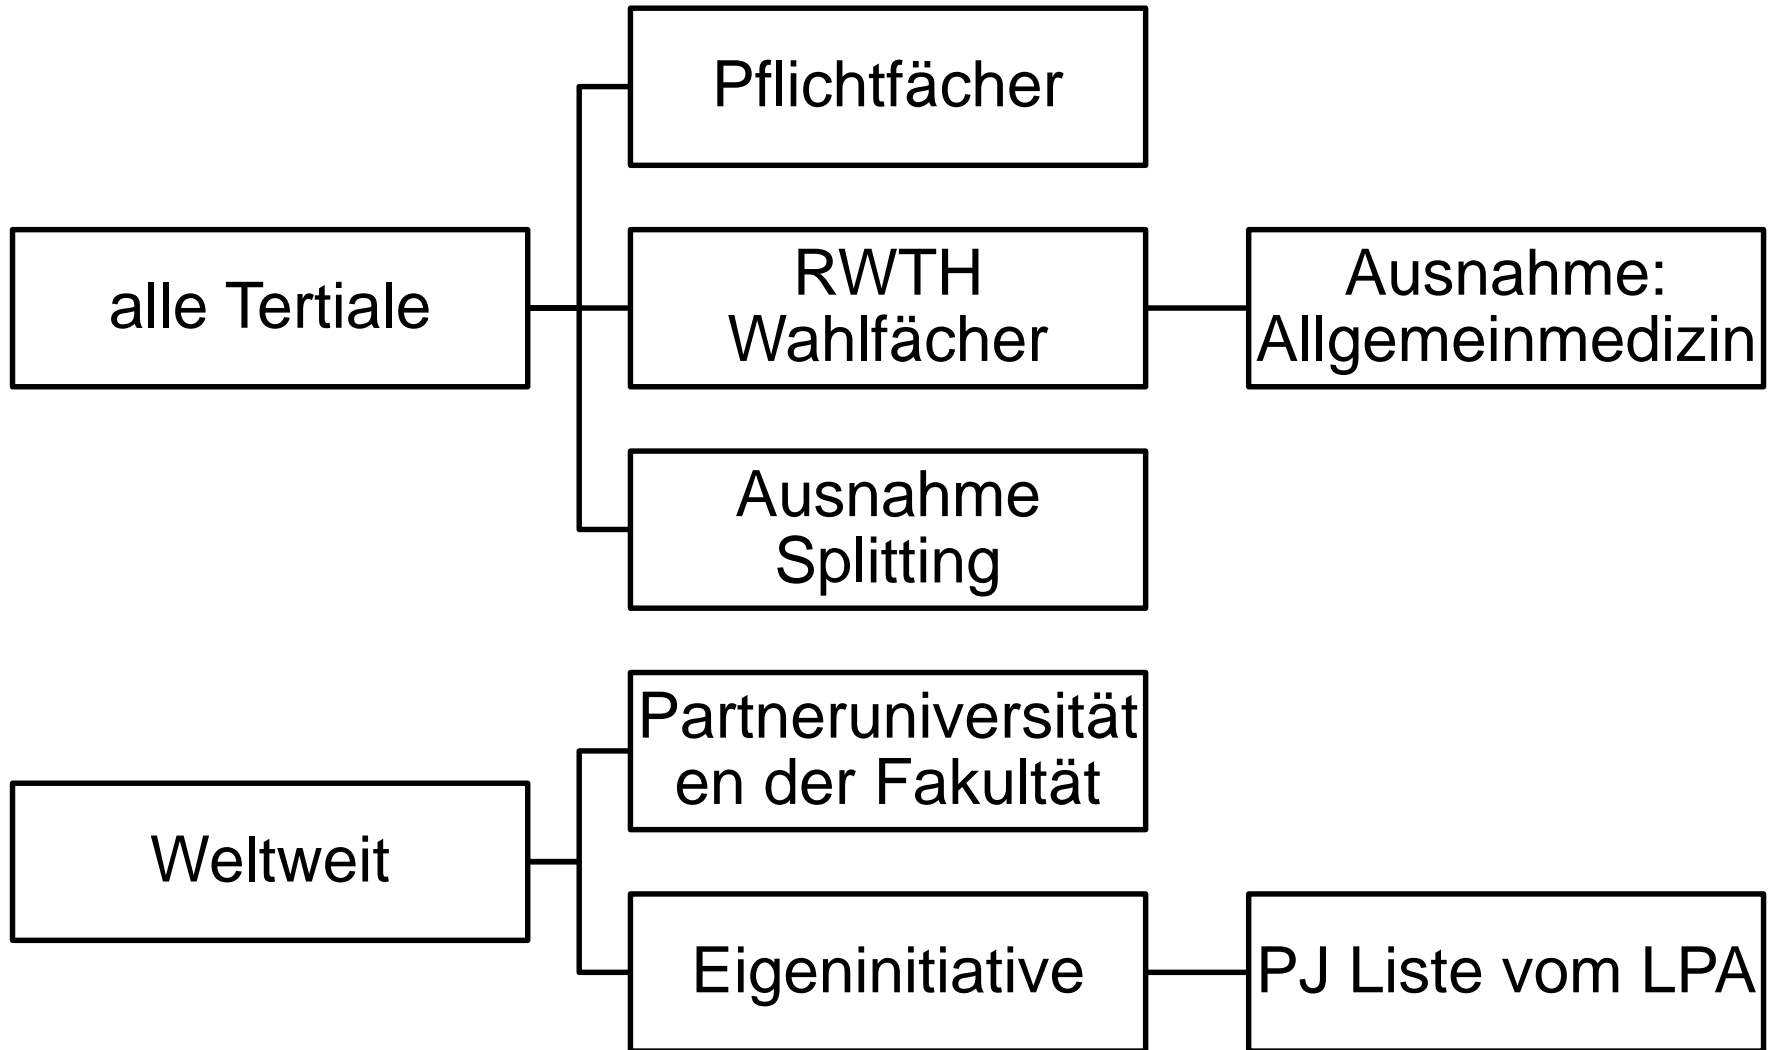 Pflichtfächer
alle Tertiale
RWTH
Wahlfächer
Ausnahme:
Allgemeinmedizin
Ausnahme
Splitting
Partneruniversität
en der Fakultät
Weltweit
Eigeninitiative
PJ Liste vom LPA